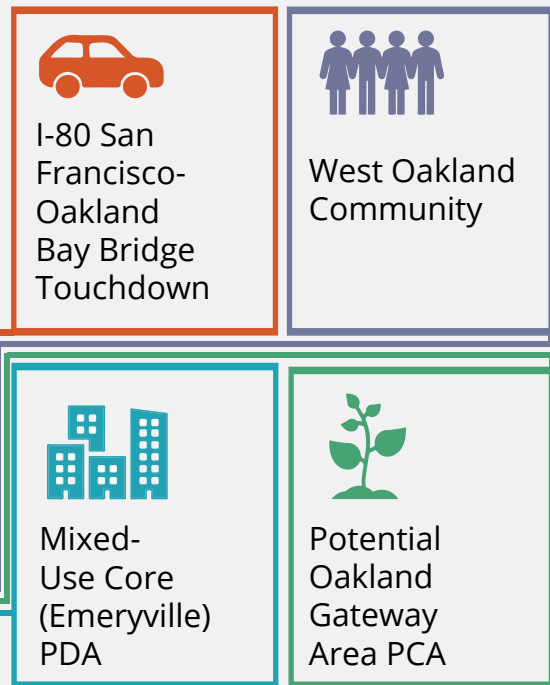 I-80 San
Francisco-
Oakland
Bay Bridge
Touchdown
West Oakland
Community
Mixed-
Use Core
(Emeryville)
PDA
Potential
Oakland
Gateway
Area PCA